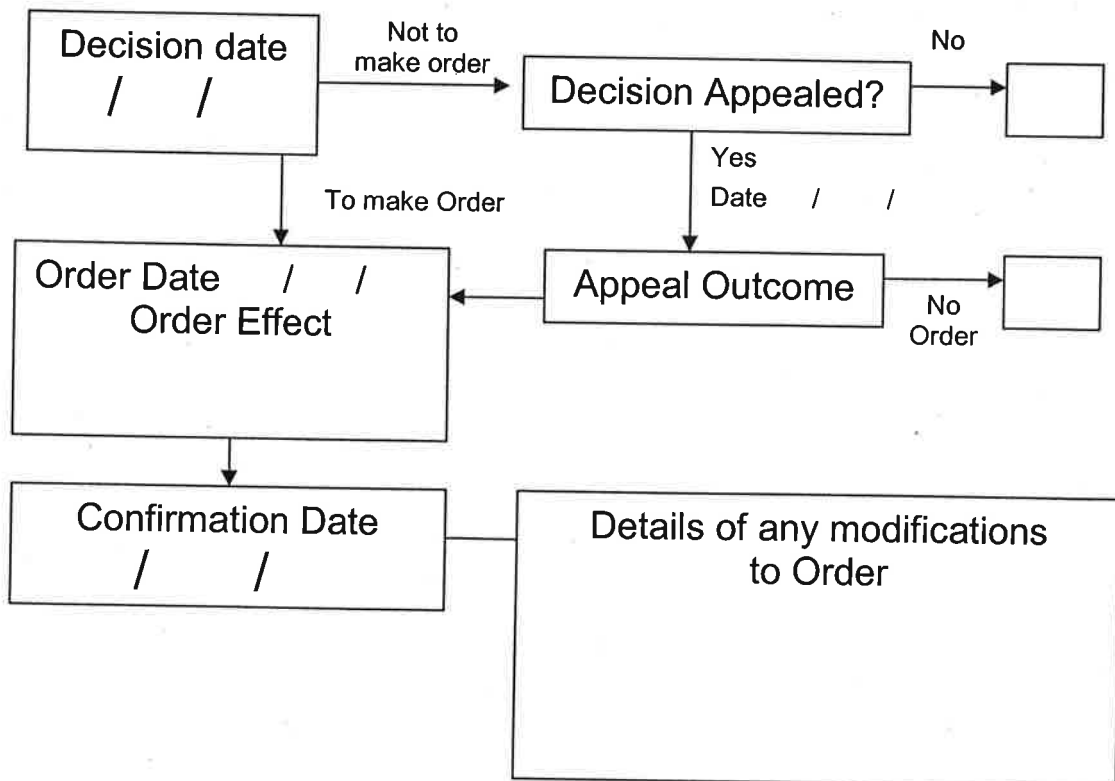 Decision date
/ /
Not to
make order
Decision Appealed?
No
Yes
Date / /
To make Order
Order Date / /
Order Effect
Appeal Outcome
No
Order
Confirmation Date
/ /
Details of any modifications
to Order